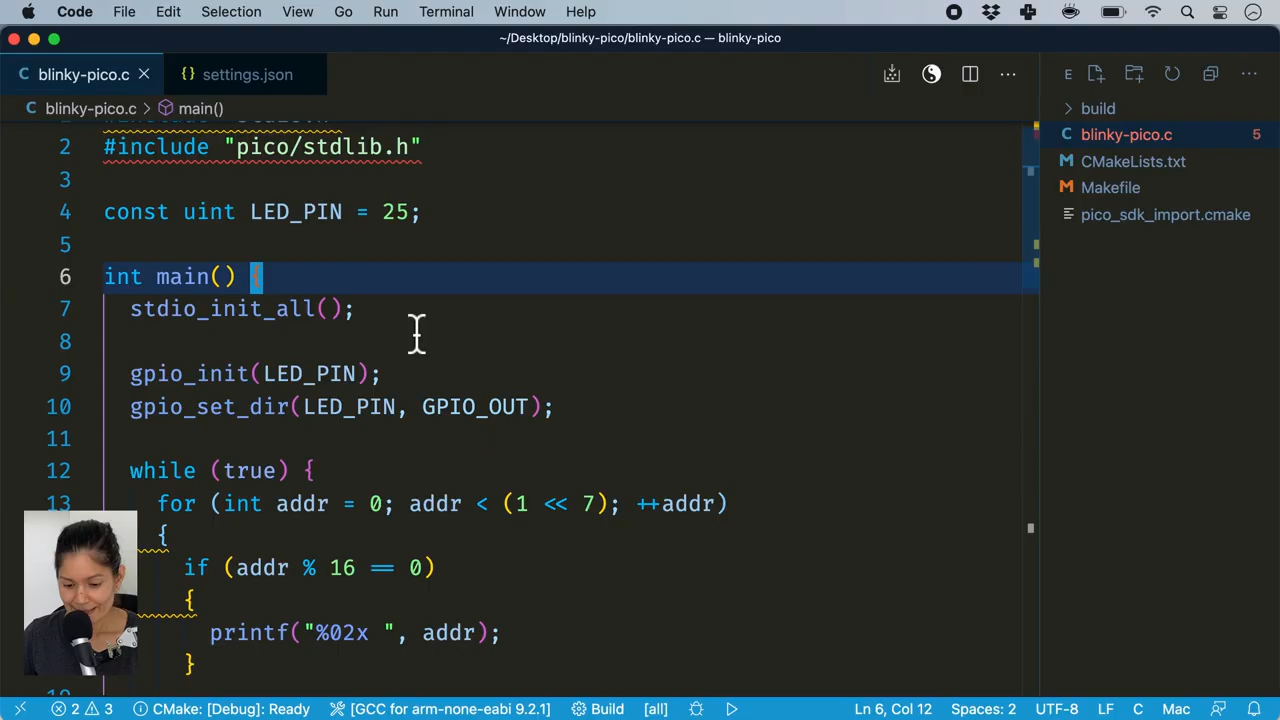 Code File Edit Selection View Go Run Terminal Window Help
~/Desktop/blinky-pico/blinky-pico.c — blinky-pico
C blinky-pico.c
{} settings.json
E
C blinky-pico.c > main()
2 #include "pico/stdlib.h"
3
4 const uint LED_PIN = 25;
5
6 int main() {
7 stdio_init_all();
8
9 gpio_init(LED_PIN);
10 gpio_set_dir(LED_PIN, GPIO_OUT);
11
12 while (true) {
13 for (int addr = 0; addr < (1 << 7); ++addr)
{
if (addr % 16 == 0)
{
printf("%02x ", addr);
}
> build
C blinky-pico.c 5
M CMakeLists.txt
M Makefile
pico_sdk_import.cmake
2 3 CMake: [Debug]: Ready [GCC for arm-none-eabi 9.2.1] Build [all] Ln 6, Col 12 Spaces: 2 UTF-8 LF C Mac